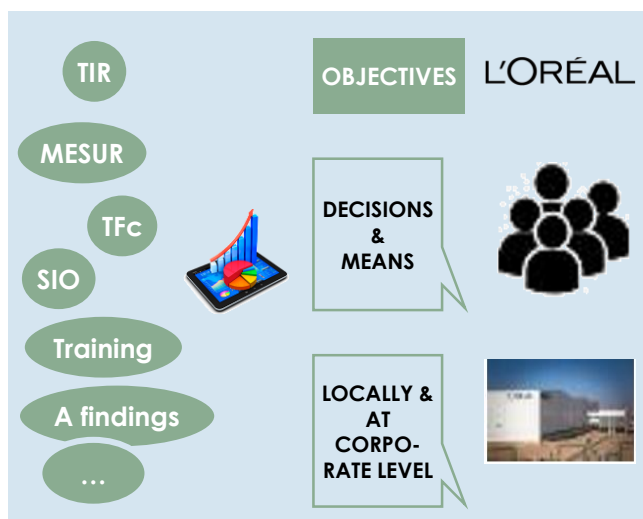 TIR
MESUR
TFc
SIO
Training
A findings
…
OBJECTIVES
L'ORÉAL
DECISIONS
&
MEANS
LOCALLY &
AT
CORPO-
RATE LEVEL